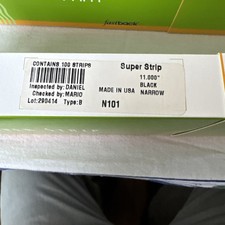 fastback
CONTAINS 100 STRIPS
Inspected by: DANIEL
Checked by: MARIO
Lot: 290414 Type: B
Super Strip
11.000"
BLACK
MADE IN USA NARROW
N101